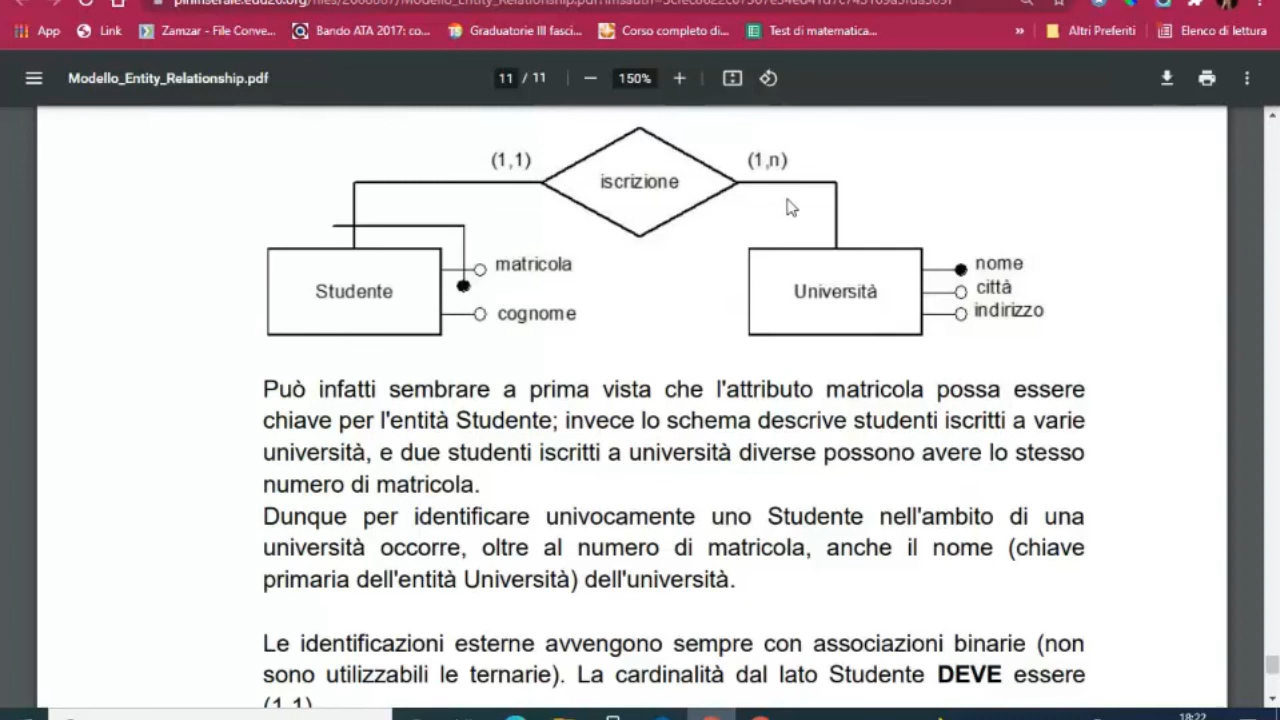 App Link Zamzar - File Conve... Bando ATA 2017: co... Graduatorie III fasci... Corso completo di... Test di matematica... » Altri Preferiti Elenco di lettura
Modello_Entity_Relationship.pdf 11 / 11 150%
(1,1) iscrizione (1,n)
matricola
Studente
cognome
nome
Università città
indirizzo
Può infatti sembrare a prima vista che l'attributo matricola possa essere
chiave per l'entità Studente; invece lo schema descrive studenti iscritti a varie
università, e due studenti iscritti a università diverse possono avere lo stesso
numero di matricola.
Dunque per identificare univocamente uno Studente nell'ambito di una
università occorre, oltre al numero di matricola, anche il nome (chiave
primaria dell'entità Università) dell'università.
Le identificazioni esterne avvengono sempre con associazioni binarie (non
sono utilizzabili le ternarie). La cardinalità dal lato Studente DEVE essere
(1,1)
18:22